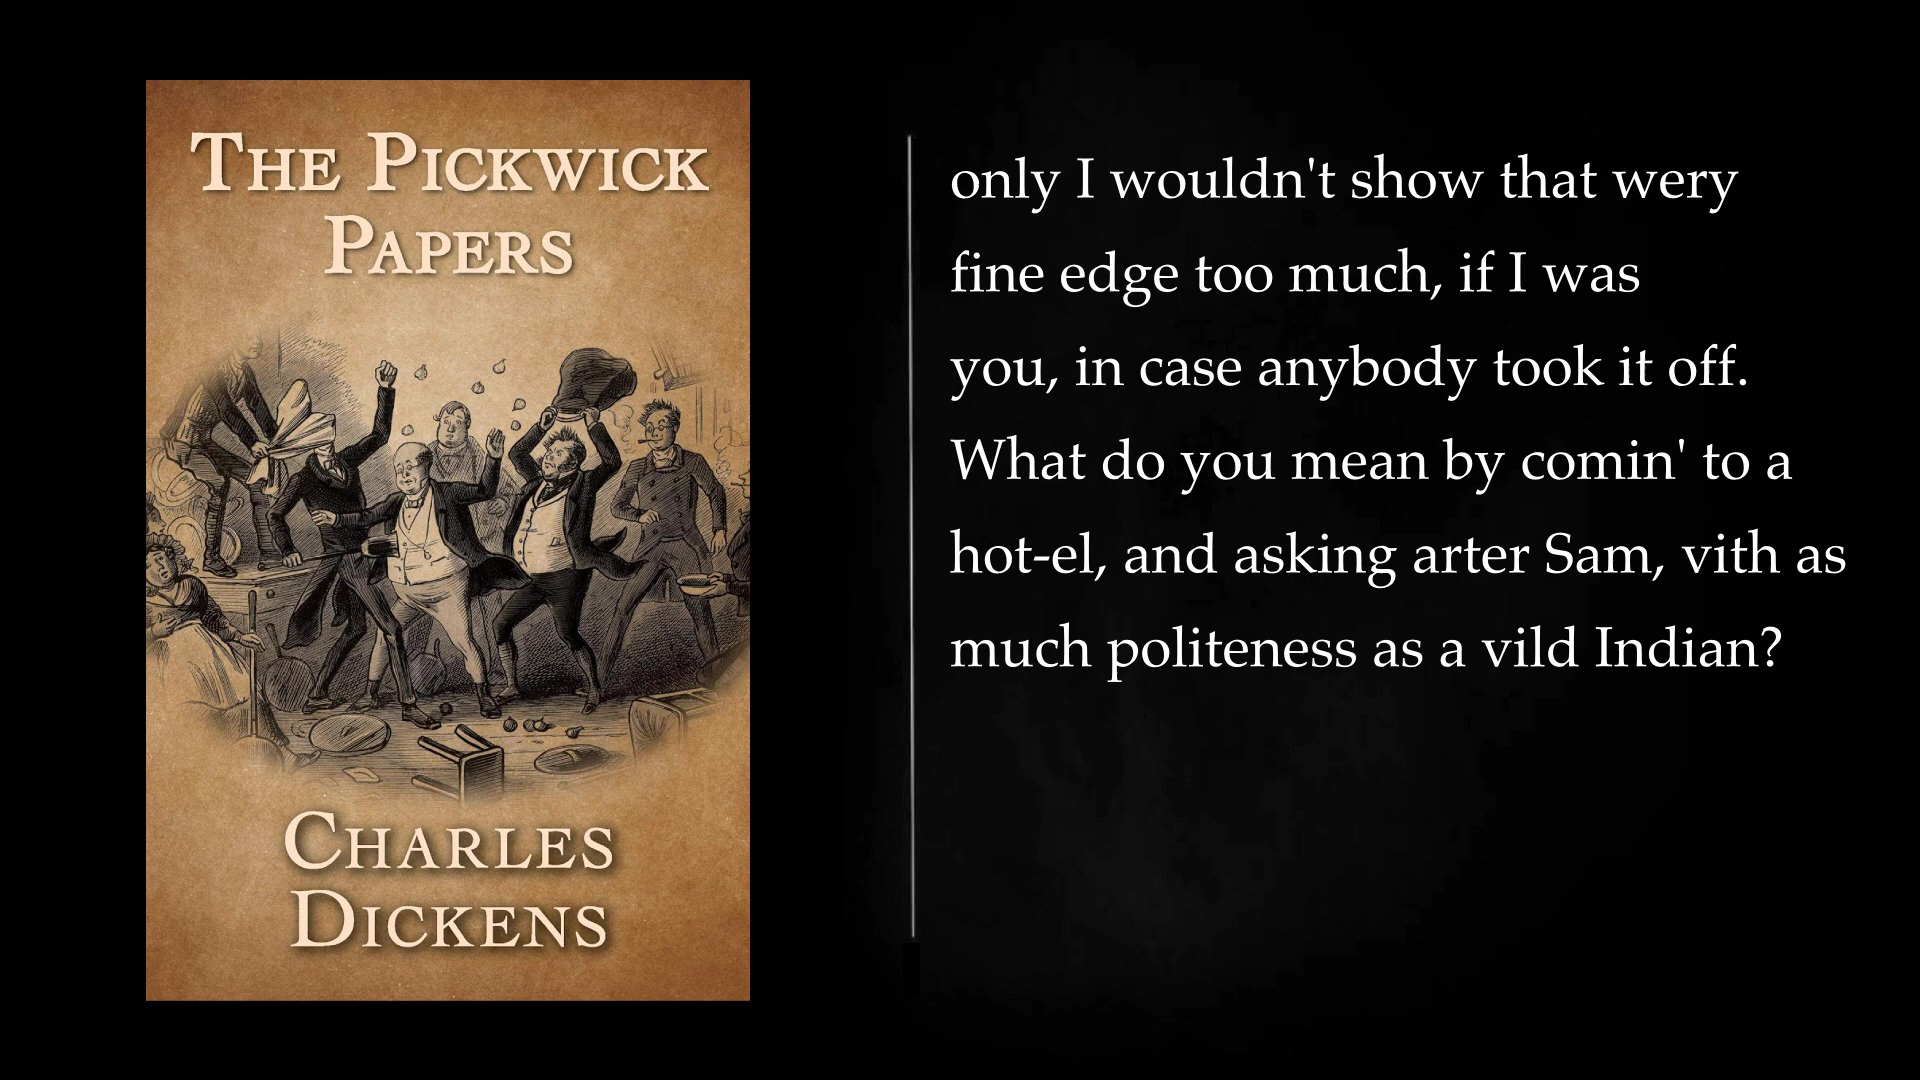 THE PICKWICK
PAPERS
CHARLES
DICKENS
only I wouldn't show that wery
fine edge too much, if I was
you, in case anybody took it off.
What do you mean by comin' to a
hot-el, and asking arter Sam, vith as
much politeness as a vild Indian?